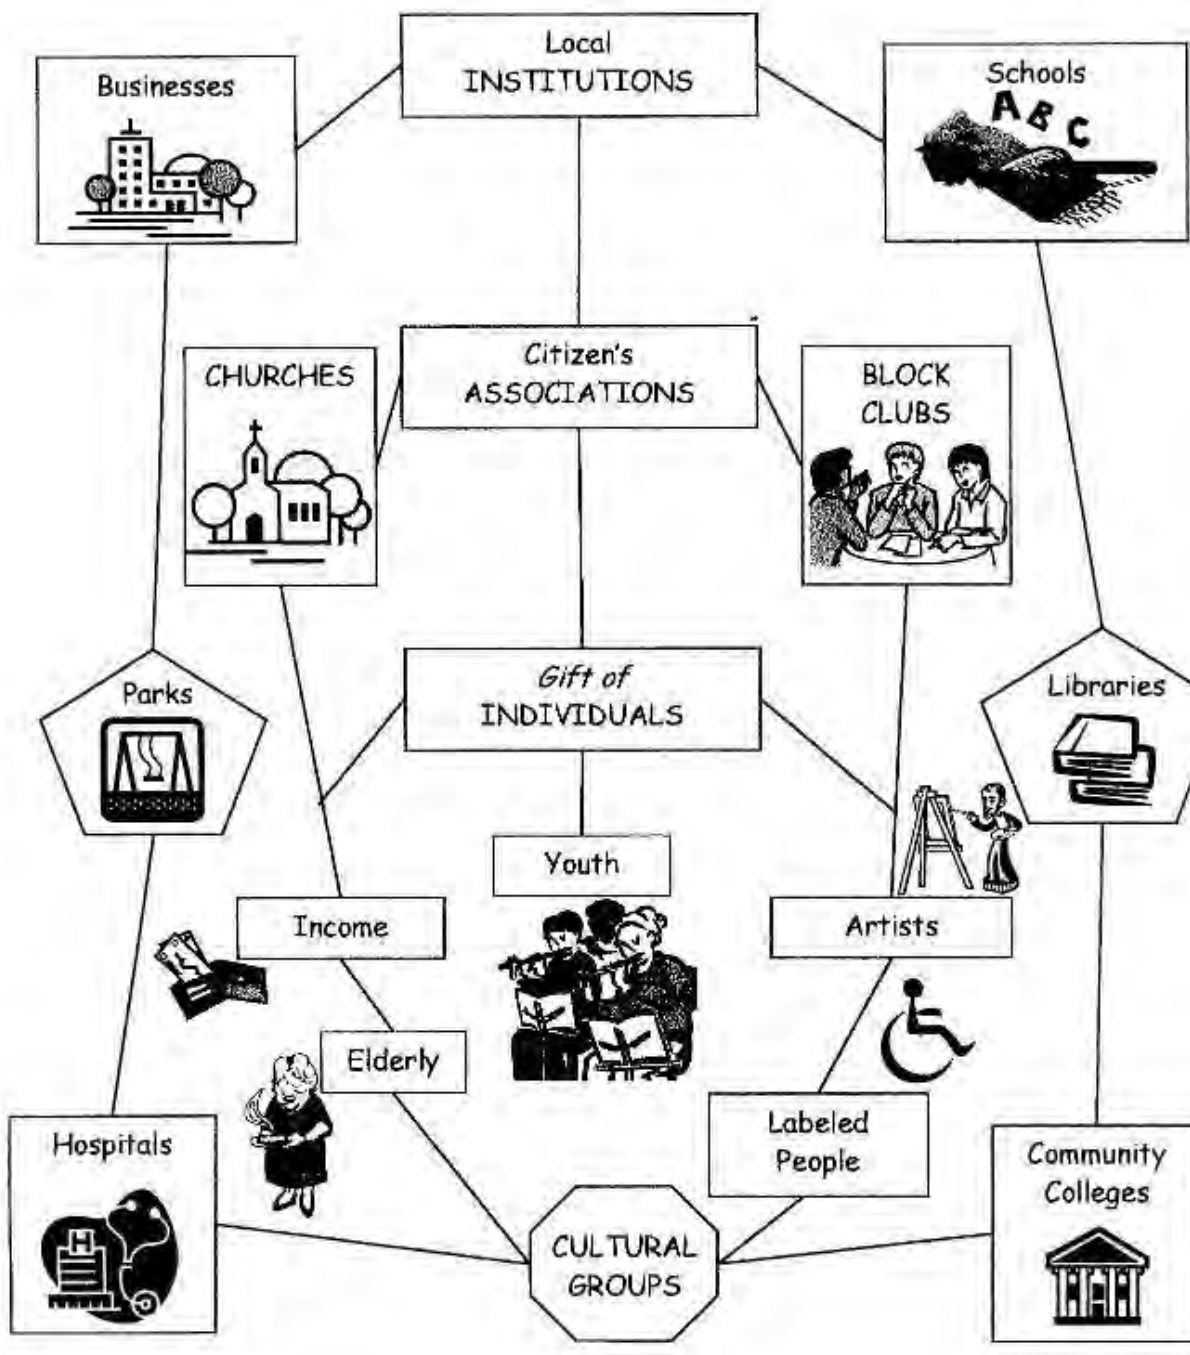 Local
INSTITUTIONS
Businesses
Schools
A B C
Citizen's
ASSOCIATIONS
CHURCHES
BLOCK
CLUBS
Gift of
INDIVIDUALS
Parks
Libraries
Youth
Income
Artists
Elderly
Labeled
People
Hospitals
H
Community
Colleges
CULTURAL
GROUPS